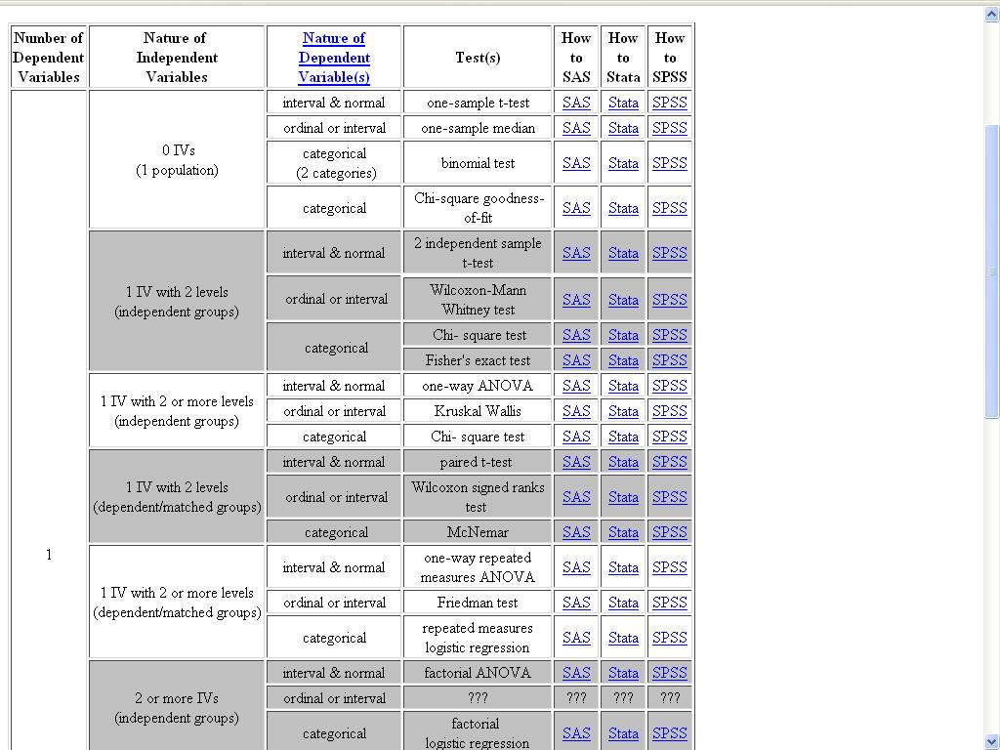 Number of Dependent Variables
Nature of Independent Variables
Nature of Dependent Variable(s)
Test(s)
How to SAS
How to Stata
How to SPSS
1
0 IVs
(1 population)
interval & normal one-sample t-test SAS Stata SPSS
ordinal or interval one-sample median SAS Stata SPSS
categorical
(2 categories) binomial test SAS Stata SPSS
categorical Chi-square goodness-
of-fit SAS Stata SPSS
1 IV with 2 levels
(independent groups)
interval & normal 2 independent sample
t-test SAS Stata SPSS
ordinal or interval Wilcoxon-Mann
Whitney test SAS Stata SPSS
categorical Chi- square test SAS Stata SPSS
Fisher's exact test SAS Stata SPSS
1 IV with 2 or more levels
(independent groups)
interval & normal one-way ANOVA SAS Stata SPSS
ordinal or interval Kruskal Wallis SAS Stata SPSS
categorical Chi- square test SAS Stata SPSS
1 IV with 2 levels
(dependent/matched groups)
interval & normal paired t-test SAS Stata SPSS
ordinal or interval Wilcoxon signed ranks
test SAS Stata SPSS
categorical McNemar SAS Stata SPSS
1 IV with 2 or more levels
(dependent/matched groups)
interval & normal one-way repeated
measures ANOVA SAS Stata SPSS
ordinal or interval Friedman test SAS Stata SPSS
categorical repeated measures
logistic regression SAS Stata SPSS
2 or more IVs
(independent groups)
interval & normal factorial ANOVA SAS Stata SPSS
ordinal or interval ??? ??? ??? ???
categorical factorial
logistic regression SAS Stata SPSS